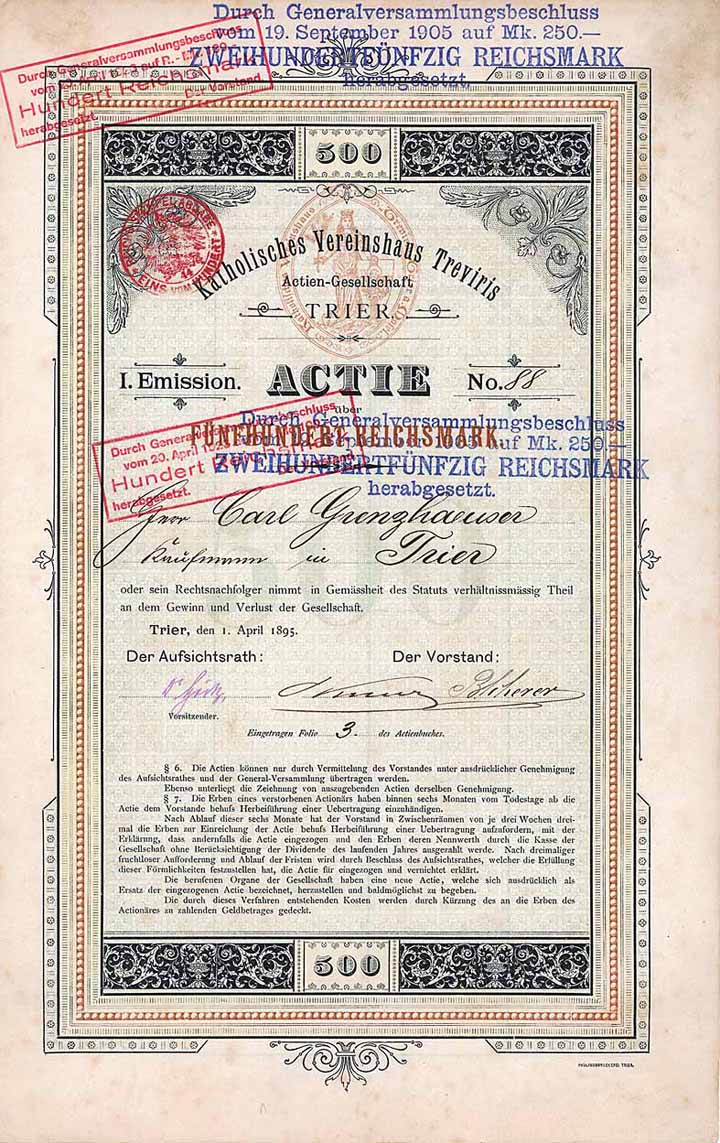 Durch Generalversammlungsbeschluss
vom 19. September 1905 auf Mk. 250.—
ZWEIHUNDERTFÜNFZIG REICHSMARK
herabgesetzt.
Durch Generalversammlungsbeschluss
Hundert Reichsmark
herabgesetzt. Der Vorstand
500
EINS VOM HUNDERT
Katholisches Vereinshaus Treviris
Actien-Gesellschaft
TRIER.
I. Emission. ACTIE No. 88
über
FÜNFHUNDERT REICHSMARK.
Durch Generalversammlungsbeschluss
auf Mk. 250.—
ZWEIHUNDERTFÜNFZIG REICHSMARK
herabgesetzt.
Durch
vom 20. April
Hundert
herabgesetzt.
Herr Carl Grenzhaeuser
Kaufmann in Trier
oder sein Rechtsnachfolger nimmt in Gemässheit des Statuts verhältnissmässig Theil
an dem Gewinn und Verlust der Gesellschaft.
Trier, den 1. April 1895.
Der Aufsichtsrath: Der Vorstand:
Vorsitzender.
Eingetragen Folio 3. des Actienbuches.
§ 6. Die Actien können nur durch Vermittelung des Vorstandes unter ausdrücklicher Genehmigung
des Aufsichtsrathes und der General-Versammlung übertragen werden.
Ebenso unterliegt die Zeichnung von auszugebenden Actien derselben Genehmigung.
§ 7. Die Erben eines verstorbenen Actionärs haben binnen sechs Monaten vom Todestage ab die
Actie dem Vorstande behufs Herbeiführung einer Uebertragung einzuhändigen.
Nach Ablauf dieser sechs Monate hat der Vorstand in Zwischenräumen von je drei Wochen drei-
mal die Erben zur Einreichung der Actie behufs Herbeiführung einer Uebertragung aufzufordern, mit der
Erklärung, dass andernfalls die Actie eingezogen und den Erben deren Nennwerth durch die Kasse der
Gesellschaft ohne Berücksichtigung der Dividende des laufenden Jahres ausgezahlt werde. Nach dreimaliger
fruchtloser Aufforderung und Ablauf der Fristen wird durch Beschluss des Aufsichtsrathes, welcher die Erfüllung
dieser Förmlichkeiten festzustellen hat, die Actie für eingezogen und vernichtet erklärt.
Die berufenen Organe der Gesellschaft haben eine neue Actie, welche sich ausdrücklich als
Ersatz der eingezogenen Actie bezeichnet, herzustellen und baldmöglichst zu begeben.
Die durch dieses Verfahren entstehenden Kosten werden durch Kürzung des an die Erben des
Actionäres zu zahlenden Geldbetrages gedeckt.
500
PAULINUSDRUCKEREI TRIER.